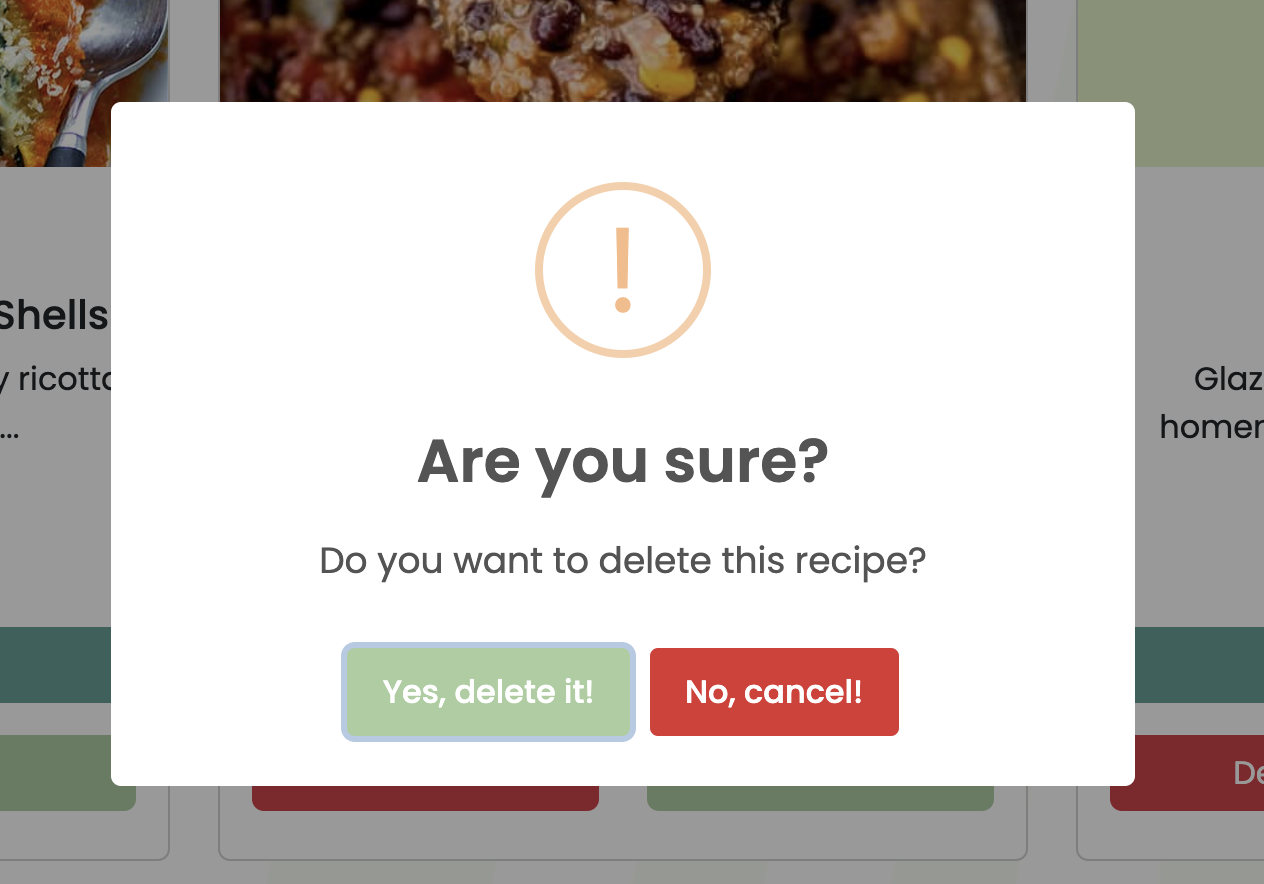 Shells
y ricotta
...
!
Are you sure?
Do you want to delete this recipe?
Yes, delete it!
No, cancel!
Glaz
homer
De